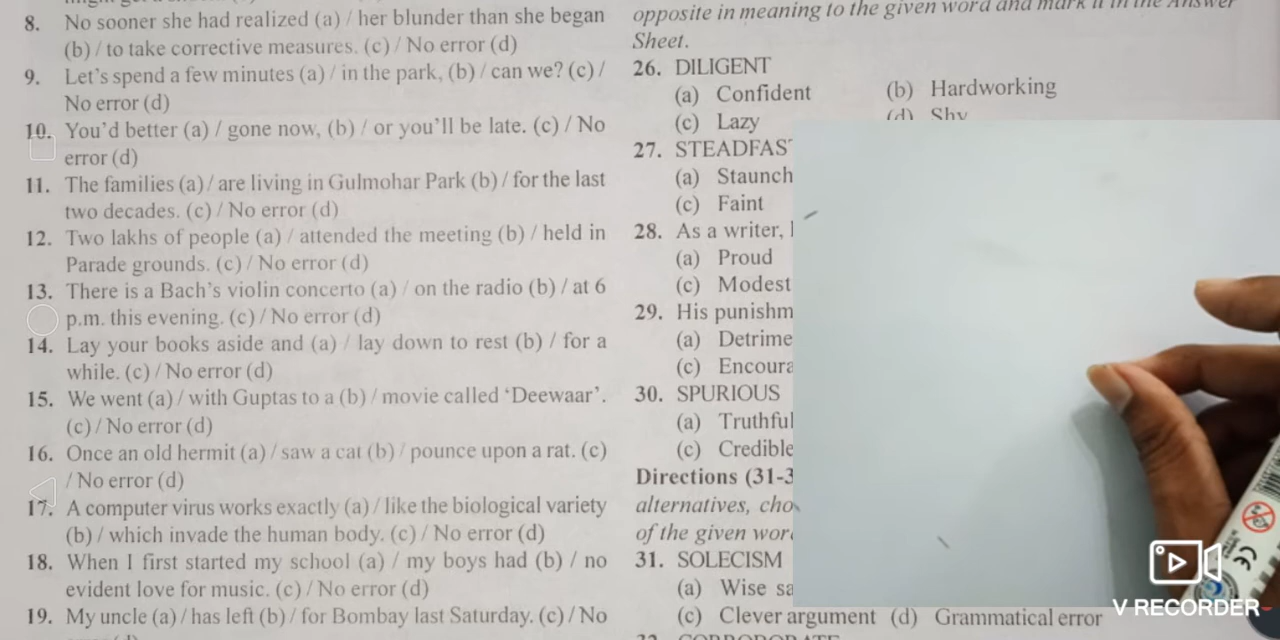 8. No sooner she had realized (a) / her blunder than she began
(b) / to take corrective measures. (c) / No error (d)
9. Let's spend a few minutes (a) / in the park, (b) / can we? (c) /
No error (d)
10. You'd better (a) / gone now, (b) / or you'll be late. (c) / No
error (d)
11. The families (a) / are living in Gulmohar Park (b) / for the last
two decades. (c) / No error (d)
12. Two lakhs of people (a) / attended the meeting (b) / held in
Parade grounds. (c) / No error (d)
13. There is a Bach's violin concerto (a) / on the radio (b) / at 6
p.m. this evening. (c) / No error (d)
14. Lay your books aside and (a) / lay down to rest (b) / for a
while. (c) / No error (d)
15. We went (a) / with Guptas to a (b) / movie called 'Deewaar'.
(c) / No error (d)
16. Once an old hermit (a) / saw a cat (b) / pounce upon a rat. (c)
/ No error (d)
17. A computer virus works exactly (a) / like the biological variety
(b) / which invade the human body. (c) / No error (d)
18. When I first started my school (a) / my boys had (b) / no
evident love for music. (c) / No error (d)
19. My uncle (a) / has left (b) / for Bombay last Saturday. (c) / No
opposite in meaning to the given word and mark it in the Answer
Sheet.
26. DILIGENT
(a) Confident (b) Hardworking
(c) Lazy (d) Shy
27. STEADFAS
(a) Staunch
(c) Faint
28. As a writer,
(a) Proud
(c) Modest
29. His punishm
(a) Detrime
(c) Encoura
30. SPURIOUS
(a) Truthful
(c) Credible
Directions (31-3
alternatives, cho
of the given wor
31. SOLECISM
(a) Wise sa
(c) Clever argument (d) Grammatical error
V RECORDER